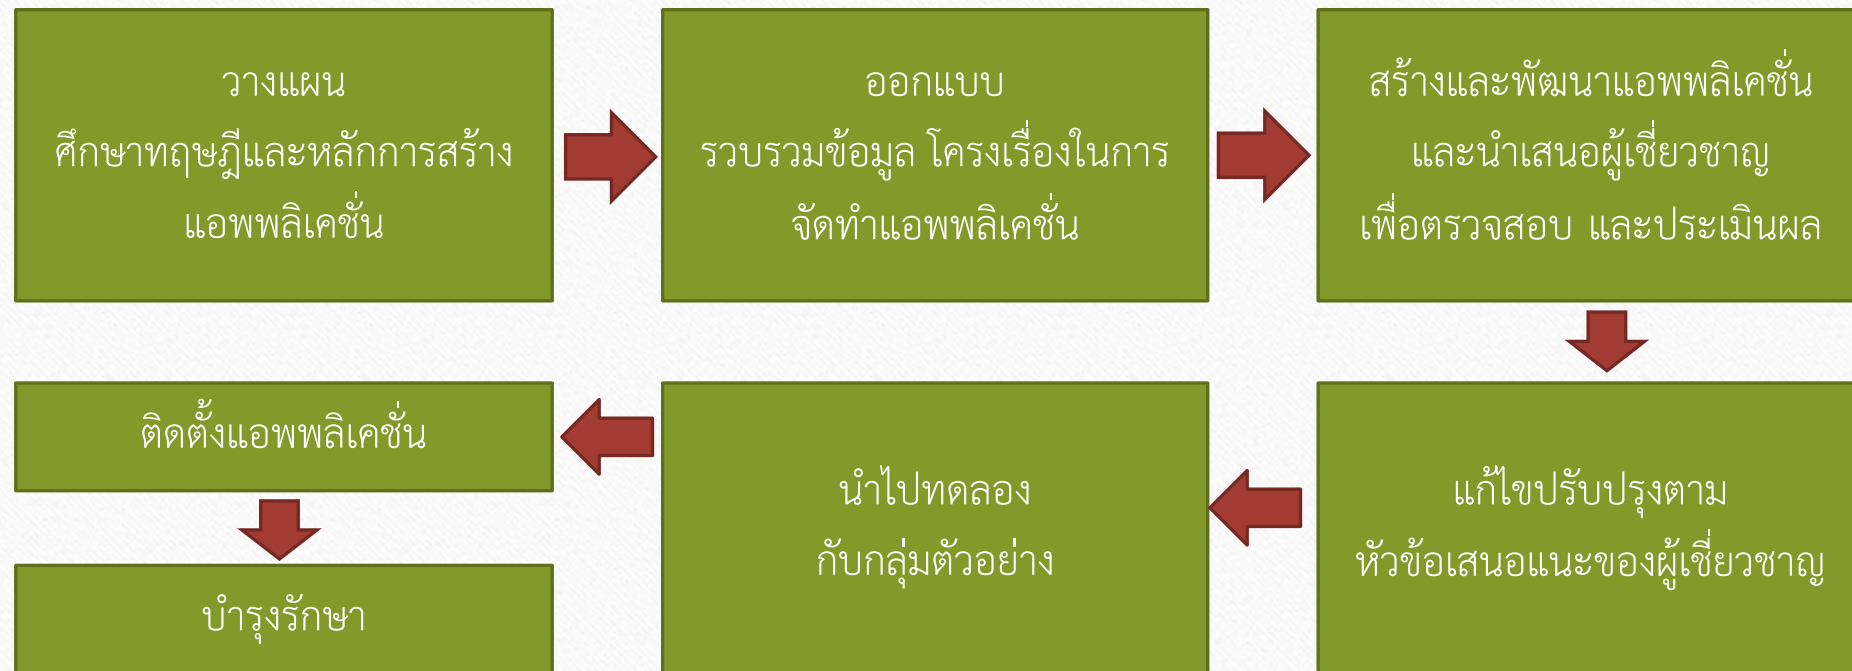 วางแผน
ศึกษาทฤษฎีและหลักการสร้าง
แอพพลิเคชั่น
ออกแบบ
รวบรวมข้อมูล โครงเรื่องในการ
จัดทำแอพพลิเคชั่น
สร้างและพัฒนาแอพพลิเคชั่น
และนำเสนอผู้เชี่ยวชาญ
เพื่อตรวจสอบ และประเมินผล
แก้ไขปรับปรุงตาม
หัวข้อเสนอแนะของผู้เชี่ยวชาญ
นำไปทดลอง
กับกลุ่มตัวอย่าง
ติดตั้งแอพพลิเคชั่น
บำรุงรักษา